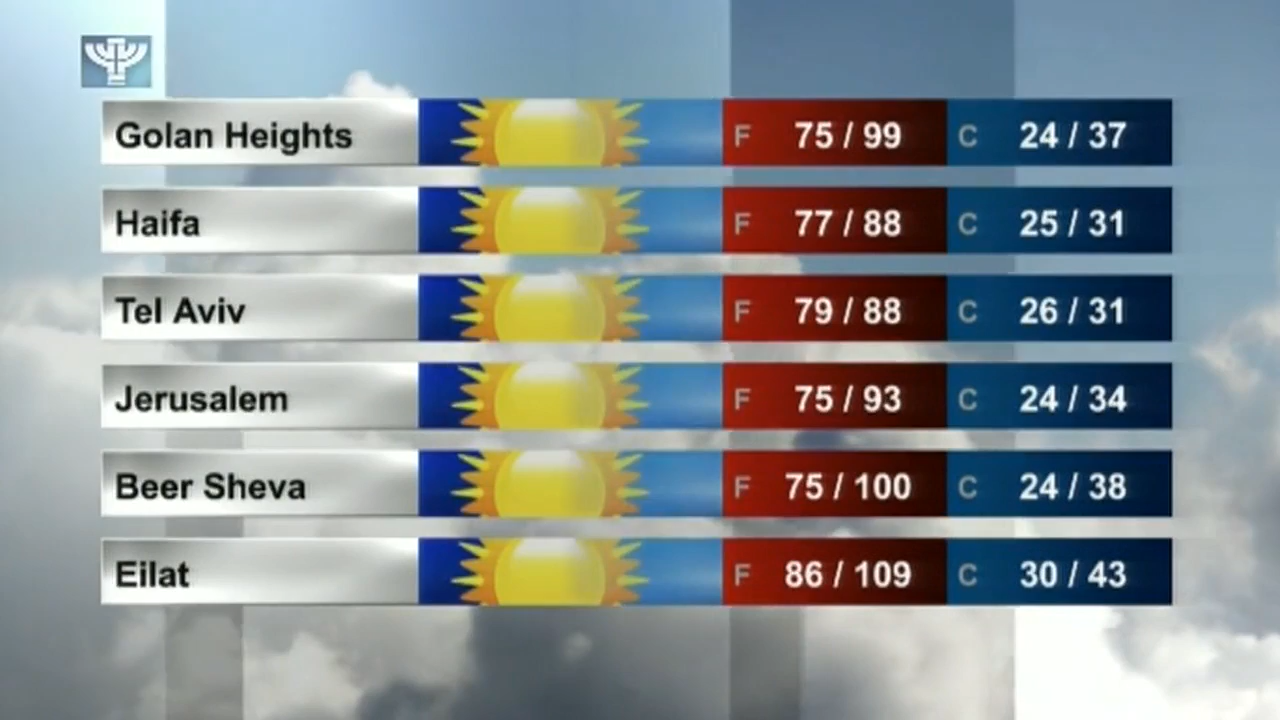 Golan Heights F 75 / 99 C 24 / 37
Haifa F 77 / 88 C 25 / 31
Tel Aviv F 79 / 88 C 26 / 31
Jerusalem F 75 / 93 C 24 / 34
Beer Sheva F 75 / 100 C 24 / 38
Eilat F 86 / 109 C 30 / 43